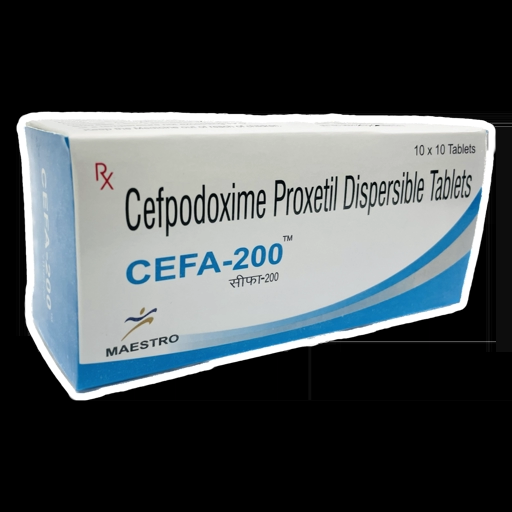 10 x 10 Tablets
Rx
Cefpodoxime Proxetil Dispersible Tablets
CEFA-200™
सीफा-200
MAESTRO
CEFA-200